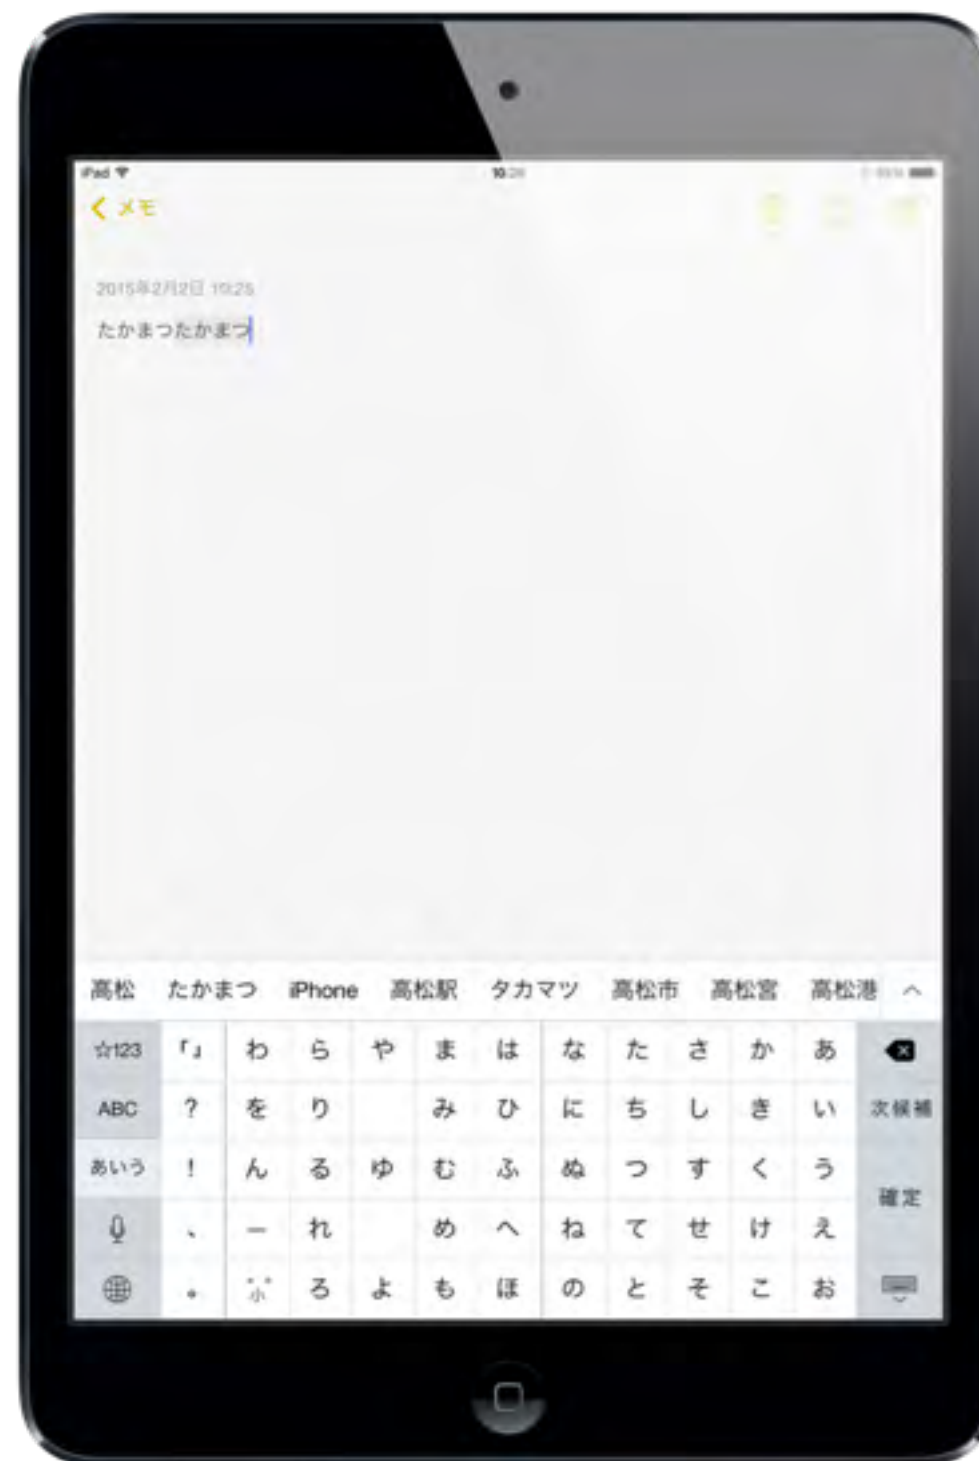 iPad 10:26
メモ
2015年2月2日 10:25
たかまつたかまつ
高松 たかまつ iPhone 高松駅 タカマツ 高松市 高松宮 高松港
☆123 「」 わ ら や ま は な た さ か あ
ABC ? を り み ひ に ち し き い 次候補
あいう ! ん る ゆ む ふ ぬ つ す く う
確定
、 ー れ め へ ね て せ け え
。 ゛゜小 ろ よ も ほ の と そ こ お